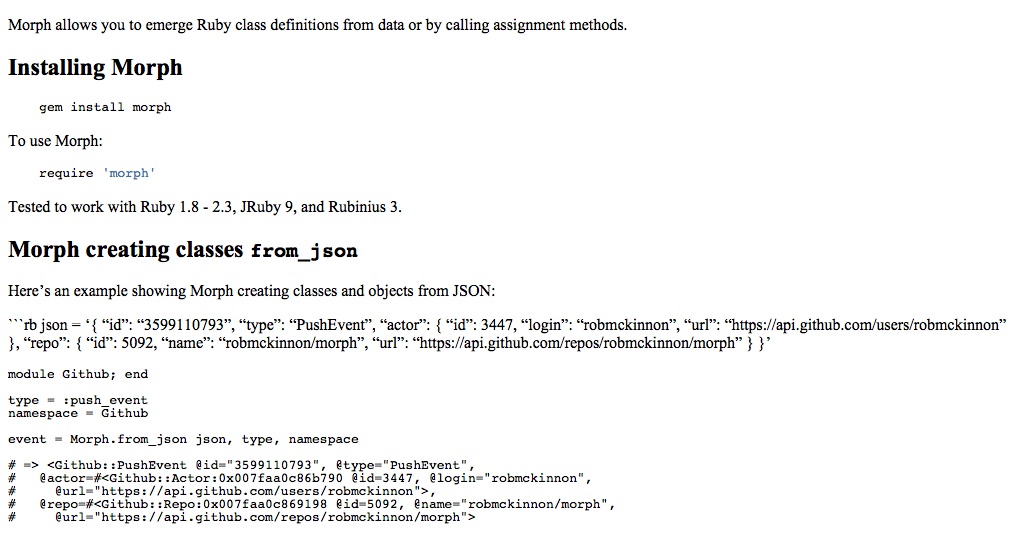 Morph allows you to emerge Ruby class definitions from data or by calling assignment methods.
Installing Morph
gem install morph
To use Morph:
require 'morph'
Tested to work with Ruby 1.8 - 2.3, JRuby 9, and Rubinius 3.
Morph creating classes from_json
Here’s an example showing Morph creating classes and objects from JSON:
```rb json = ‘{ “id”: “3599110793”, “type”: “PushEvent”, “actor”: { “id”: 3447, “login”: “robmckinnon”, “url”: “https://api.github.com/users/robmckinnon”
}, “repo”: { “id”: 5092, “name”: “robmckinnon/morph”, “url”: “https://api.github.com/repos/robmckinnon/morph” } }’
module Github; end
type = :push_event
namespace = Github
event = Morph.from_json json, type, namespace
# => <Github::PushEvent @id="3599110793", @type="PushEvent",
#   @actor=#<Github::Actor:0x007faa0c86b790 @id=3447, @login="robmckinnon",
#     @url="https://api.github.com/users/robmckinnon">,
#   @repo=#<Github::Repo:0x007faa0c869198 @id=5092, @name="robmckinnon/morph",
#     @url="https://api.github.com/repos/robmckinnon/morph">